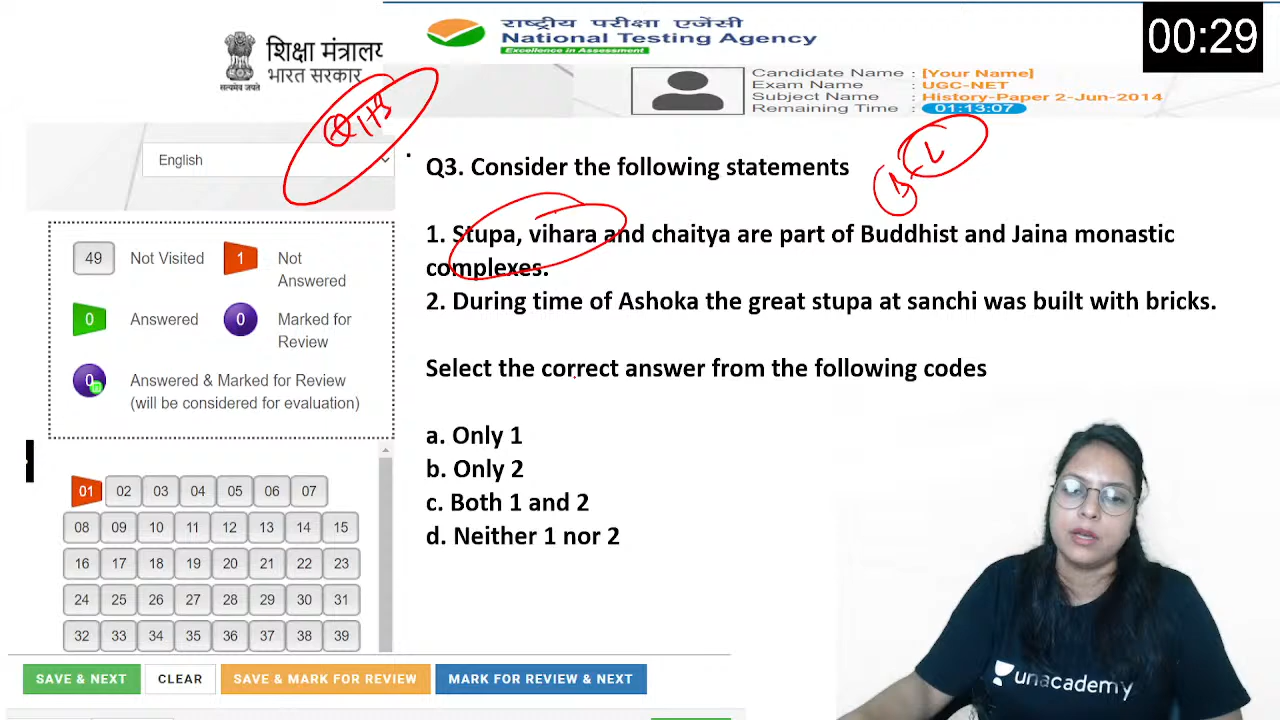 शिक्षा मंत्रालय
भारत सरकार
सत्यमेव जयते
राष्ट्रीय परीक्षा एजेंसी
National Testing Agency
Excellence in Assessment
00:29
Candidate Name : [Your Name]
Exam Name : UGC-NET
Subject Name : History-Paper 2-Jun-2014
Remaining Time : 01:13:07
English
49 Not Visited
1 Not Answered
0 Answered
0 Marked for Review
0 Answered & Marked for Review
(will be considered for evaluation)
01 02 03 04 05 06 07
08 09 10 11 12 13 14 15
16 17 18 19 20 21 22 23
24 25 26 27 28 29 30 31
32 33 34 35 36 37 38 39
Q3. Consider the following statements
1. Stupa, vihara and chaitya are part of Buddhist and Jaina monastic
complexes.
2. During time of Ashoka the great stupa at sanchi was built with bricks.
Select the correct answer from the following codes
a. Only 1
b. Only 2
c. Both 1 and 2
d. Neither 1 nor 2
SAVE & NEXT CLEAR SAVE & MARK FOR REVIEW MARK FOR REVIEW & NEXT
unacademy